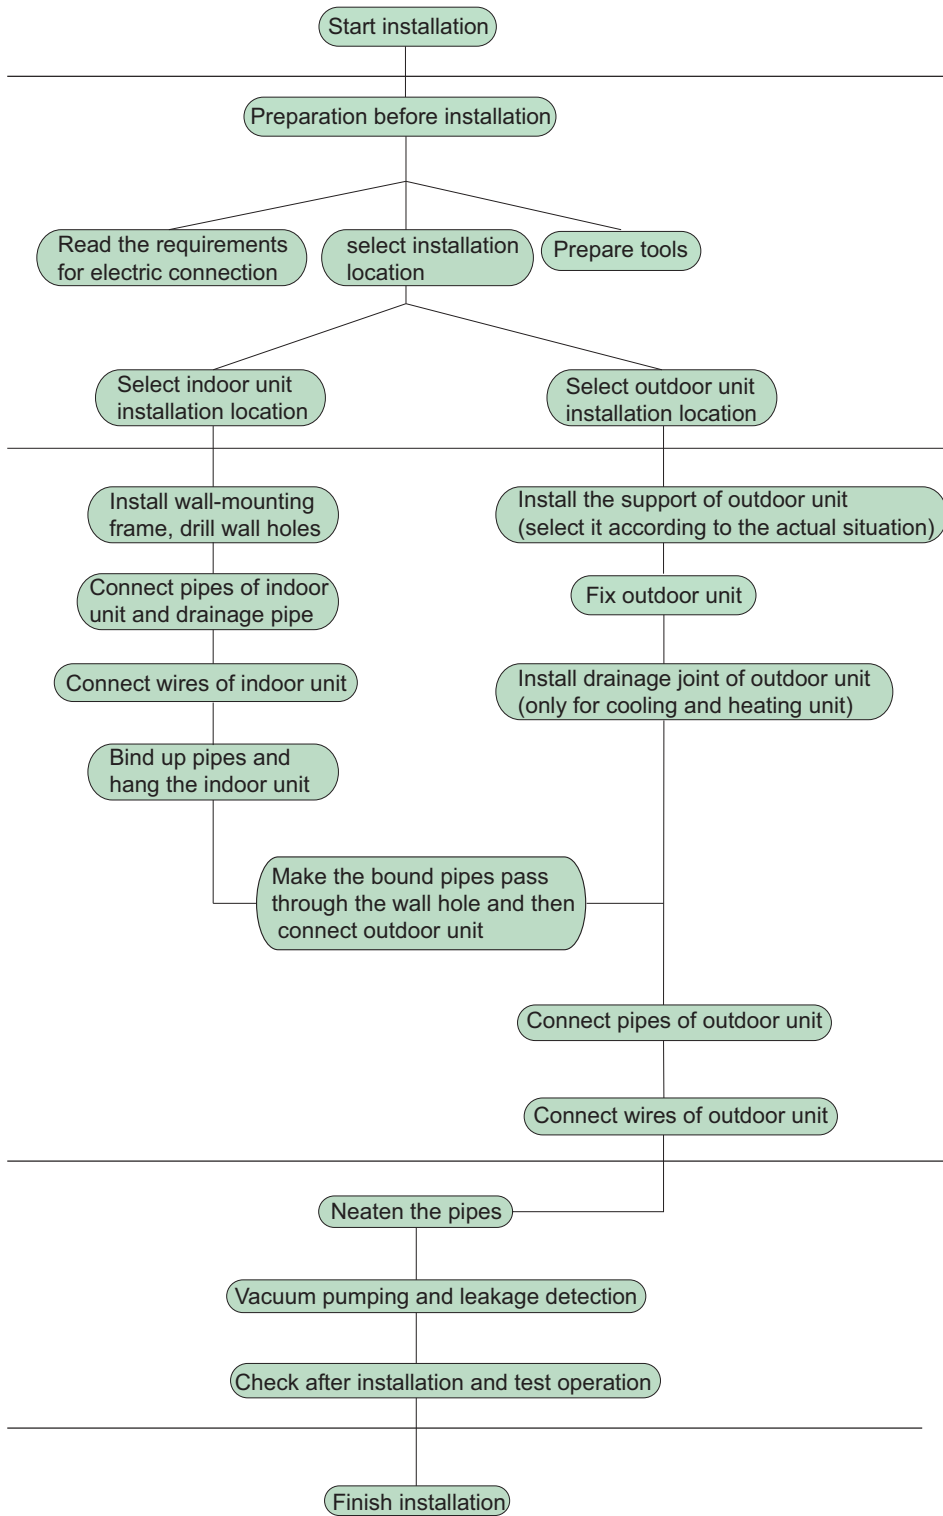 Start installation
Preparation before installation
Read the requirements
for electric connection
select installation
location
Prepare tools
Select indoor unit
installation location
Select outdoor unit
installation location
Install wall-mounting
frame, drill wall holes
Install the support of outdoor unit
(select it according to the actual situation)
Connect pipes of indoor
unit and drainage pipe
Fix outdoor unit
Connect wires of indoor unit
Install drainage joint of outdoor unit
(only for cooling and heating unit)
Bind up pipes and
hang the indoor unit
Make the bound pipes pass
through the wall hole and then
connect outdoor unit
Connect pipes of outdoor unit
Connect wires of outdoor unit
Neaten the pipes
Vacuum pumping and leakage detection
Check after installation and test operation
Finish installation